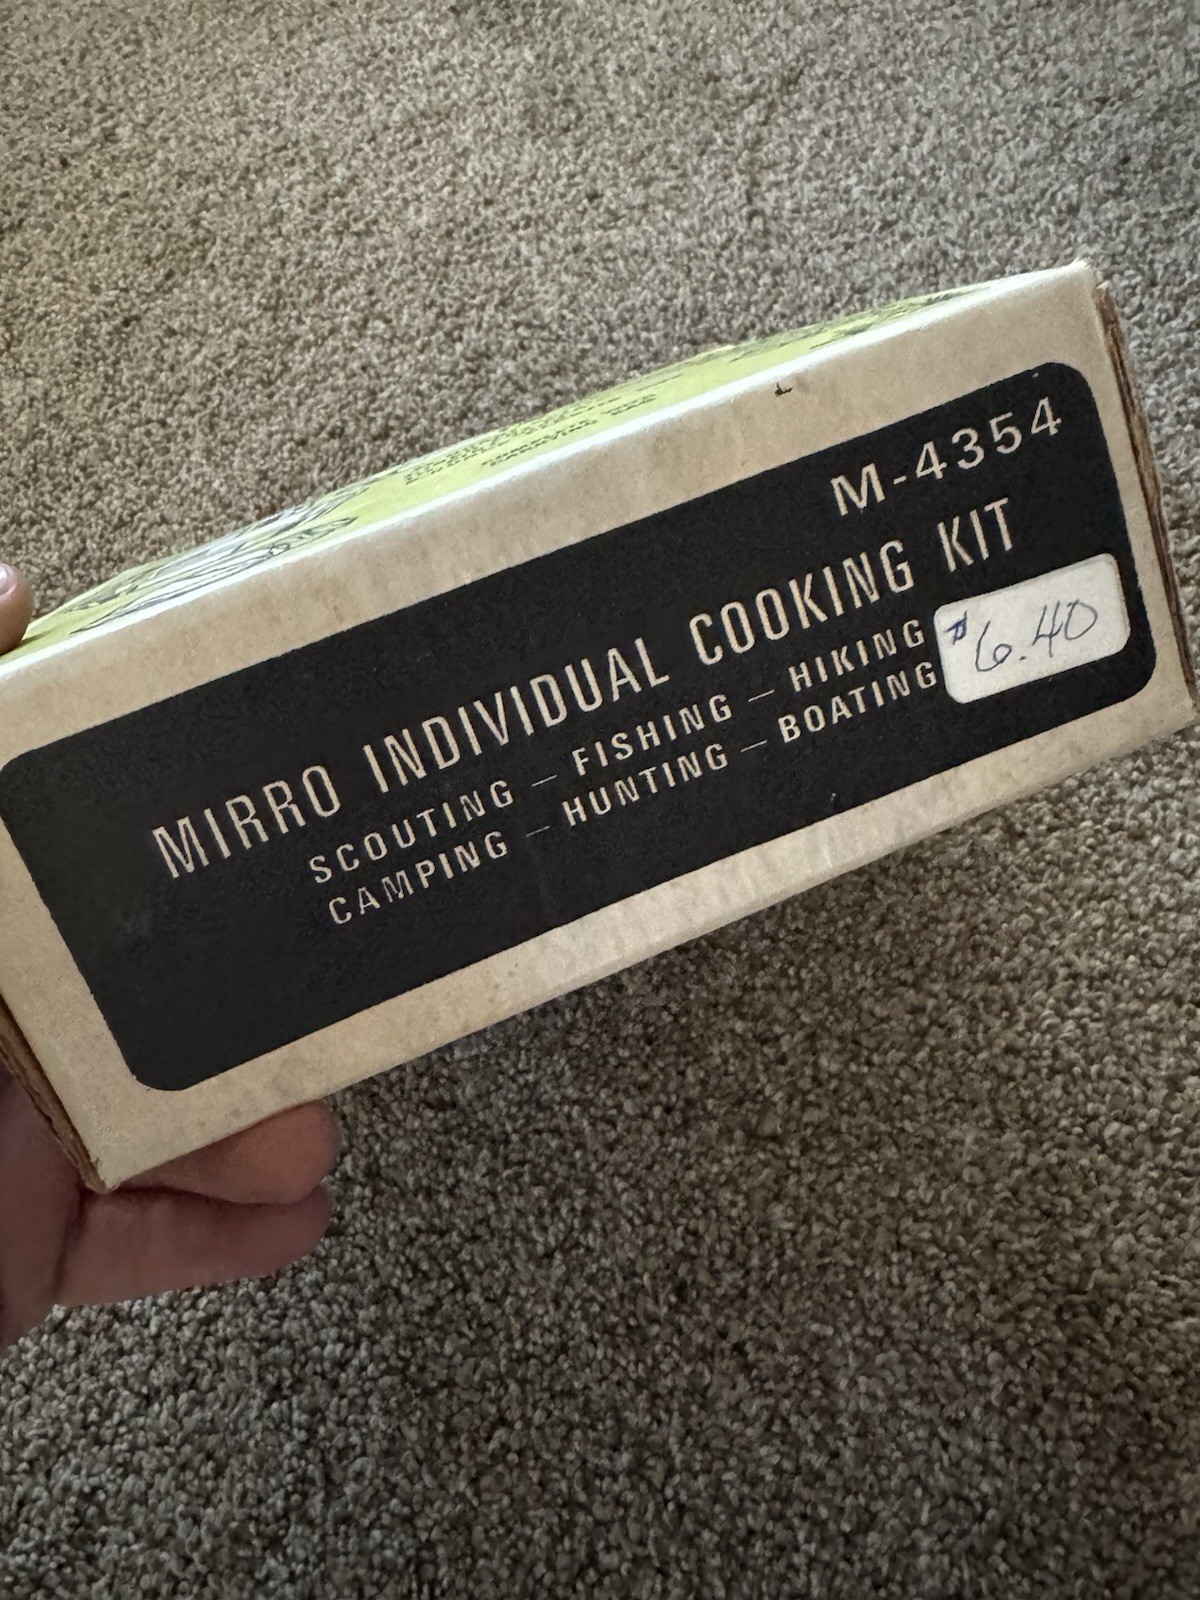 M-4354
MIRRO INDIVIDUAL COOKING KIT
SCOUTING — FISHING — HIKING
CAMPING — HUNTING — BOATING
$6.40